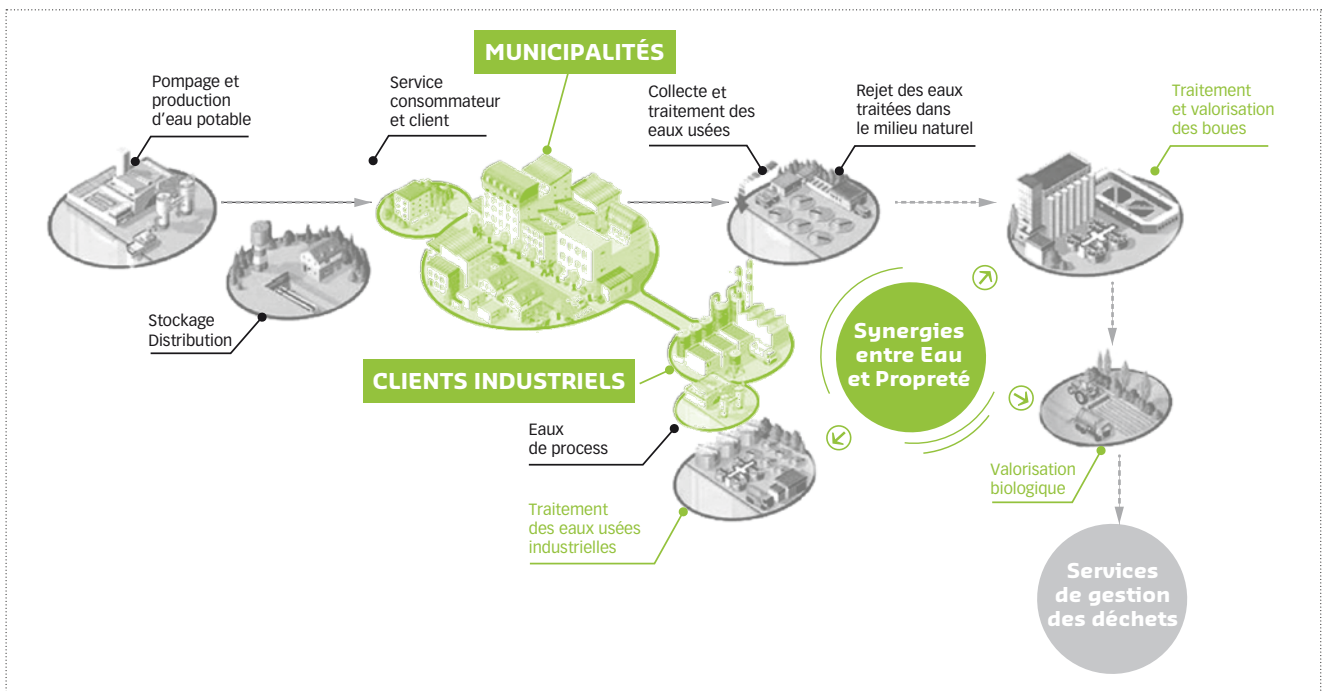 MUNICIPALITÉS
Pompage et
production
d'eau potable
Service
consommateur
et client
Collecte et
traitement des
eaux usées
Rejet des eaux
traitées dans
le milieu naturel
Traitement
et valorisation
des boues
Stockage
Distribution
Synergies
entre Eau
et Propreté
CLIENTS INDUSTRIELS
Eaux
de process
Valorisation
biologique
Traitement
des eaux usées
industrielles
Services
de gestion
des déchets